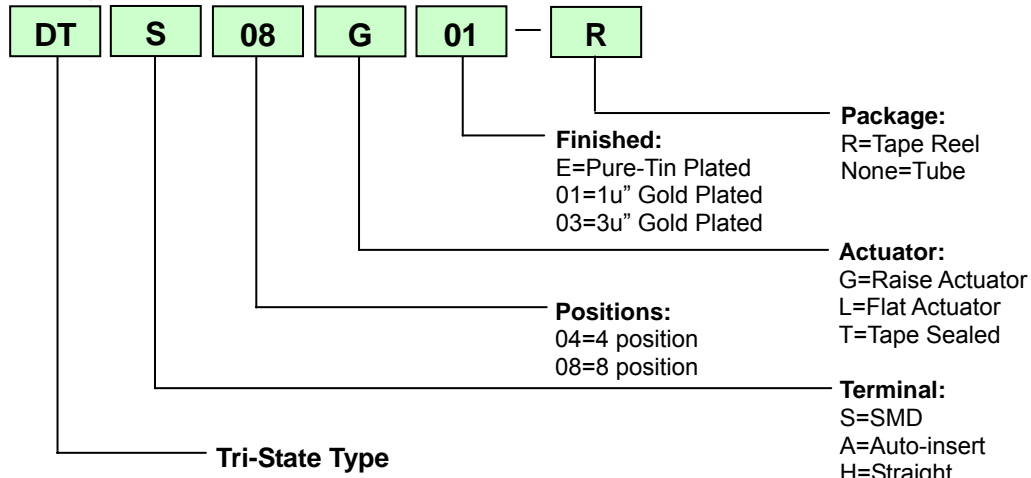 DT S 08 G 01 — R
Package:
R=Tape Reel
None=Tube
Finished:
E=Pure-Tin Plated
01=1u” Gold Plated
03=3u” Gold Plated
Actuator:
G=Raise Actuator
L=Flat Actuator
T=Tape Sealed
Positions:
04=4 position
08=8 position
Terminal:
S=SMD
A=Auto-insert
H=Straight
Tri-State Type